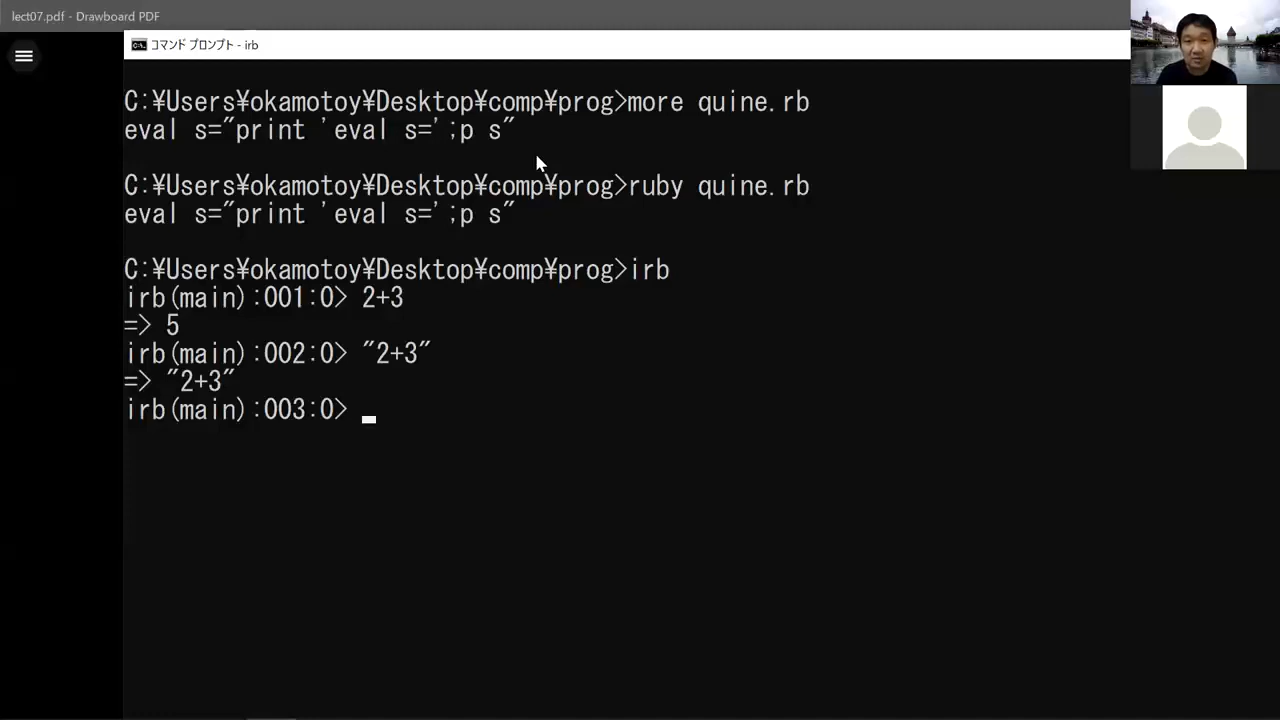 lect07.pdf - Drawboard PDF
コマンド プロンプト - irb
C:¥Users¥okamotoy¥Desktop¥comp¥prog>more quine.rb
eval s="print 'eval s=';p s"
C:¥Users¥okamotoy¥Desktop¥comp¥prog>ruby quine.rb
eval s="print 'eval s=';p s"
C:¥Users¥okamotoy¥Desktop¥comp¥prog>irb
irb(main):001:0> 2+3
=> 5
irb(main):002:0> "2+3"
=> "2+3"
irb(main):003:0>